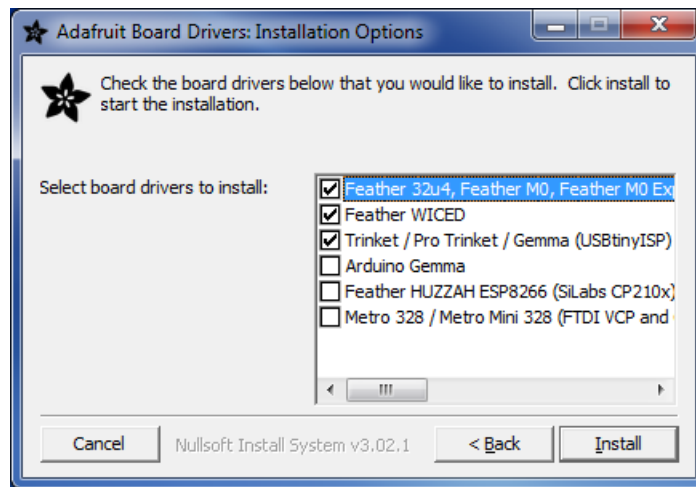 Adafruit Board Drivers: Installation Options
Check the board drivers below that you would like to install. Click install to
start the installation.
Select board drivers to install:
Feather 32u4, Feather M0, Feather M0 Exp
Feather WICED
Trinket / Pro Trinket / Gemma (USBtinyISP)
Arduino Gemma
Feather HUZZAH ESP8266 (SiLabs CP210x)
Metro 328 / Metro Mini 328 (FTDI VCP and
Cancel
Nullsoft Install System v3.02.1
< Back
Install